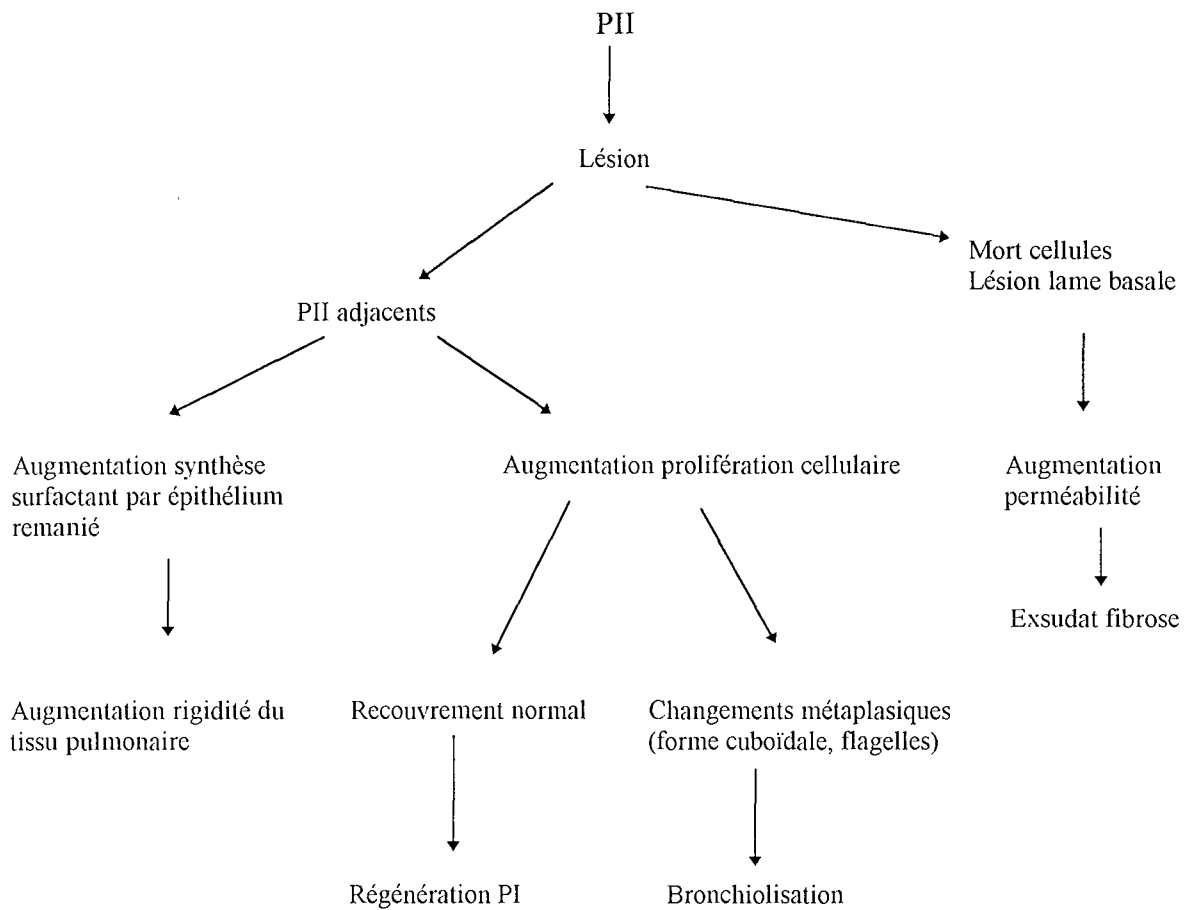 PII
Lésion
Mort cellules
Lésion lame basale
PII adjacents
Augmentation synthèse
surfactant par épithélium
remanié
Augmentation prolifération cellulaire
Augmentation
perméabilité
Exsudat fibrose
Augmentation rigidité du
tissu pulmonaire
Recouvrement normal
Changements métaplasiques
(forme cuboïdale, flagelles)
Régénération PI
Bronchiolisation